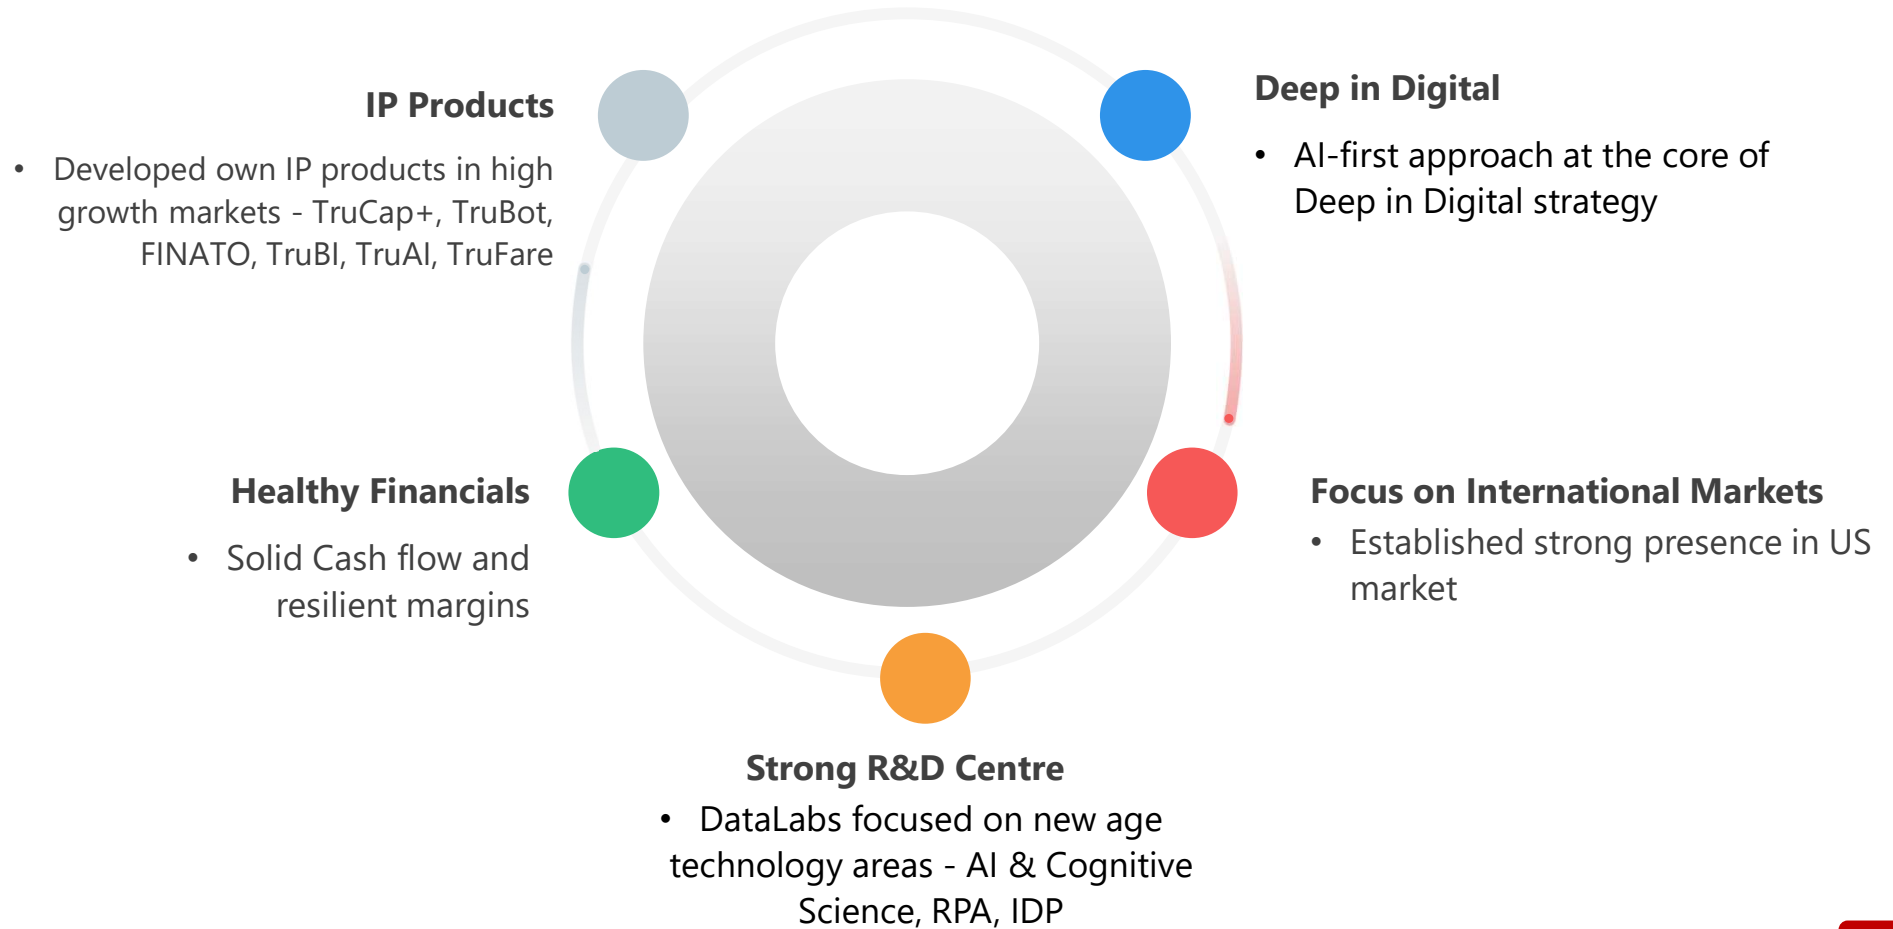 IP Products
• Developed own IP products in high
growth markets - TruCap+, TruBot,
FINATO, TruBI, TruAI, TruFare
Deep in Digital
• AI-first approach at the core of
Deep in Digital strategy
Healthy Financials
• Solid Cash flow and
resilient margins
Focus on International Markets
• Established strong presence in US
market
Strong R&D Centre
• DataLabs focused on new age
technology areas - AI & Cognitive
Science, RPA, IDP